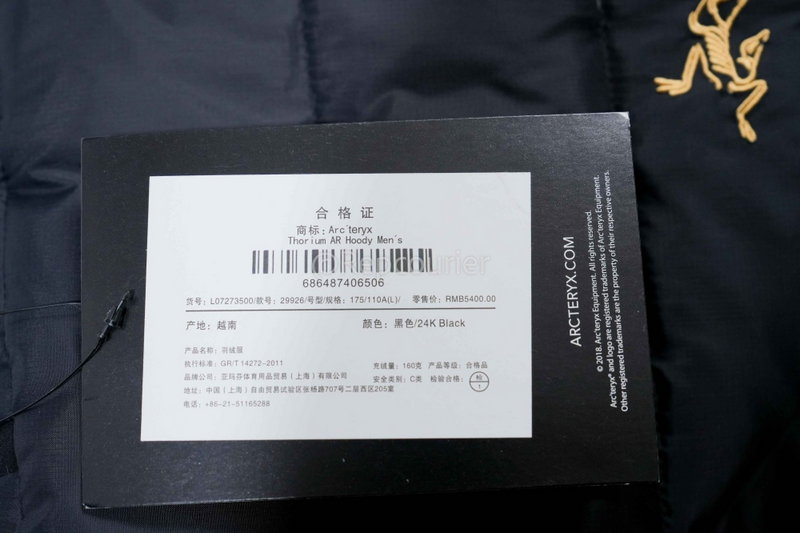 合格证
商标: Arc'teryx
Thorium AR Hoody Men's
@Repcourier
686487406506
货号: L07273500/款号: 29926/号型/规格: 175/110A(L)/ 零售价: RMB5400.00
产地: 越南 颜色: 黑色/24K Black
产品名称: 羽绒服
执行标准: GR/T 14272-2011 充绒量: 160克 产品等级: 合格品
品牌公司: 亚玛芬体育用品贸易(上海)有限公司 安全类别: C类 检验合格: 检 1
地址: 中国(上海)自由贸易试验区张杨路707号二层西区205室
电话: +86-21-51165288
ARCTERYX.COM
© 2018. Arc'teryx Equipment. All rights reserved.
Arc'teryx® and logo are registered trademarks of Arc'teryx Equipment.
Other registered trademarks are the property of their respective owners.